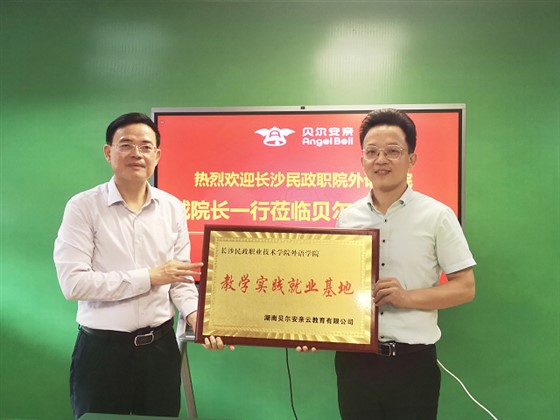 贝尔安亲
Angel Bell
热烈欢迎长沙民政职院外语
院长一行莅临贝尔
长沙民政职业技术学院外语学院
教学实践就业基地
湖南贝尔安亲云教育有限公司